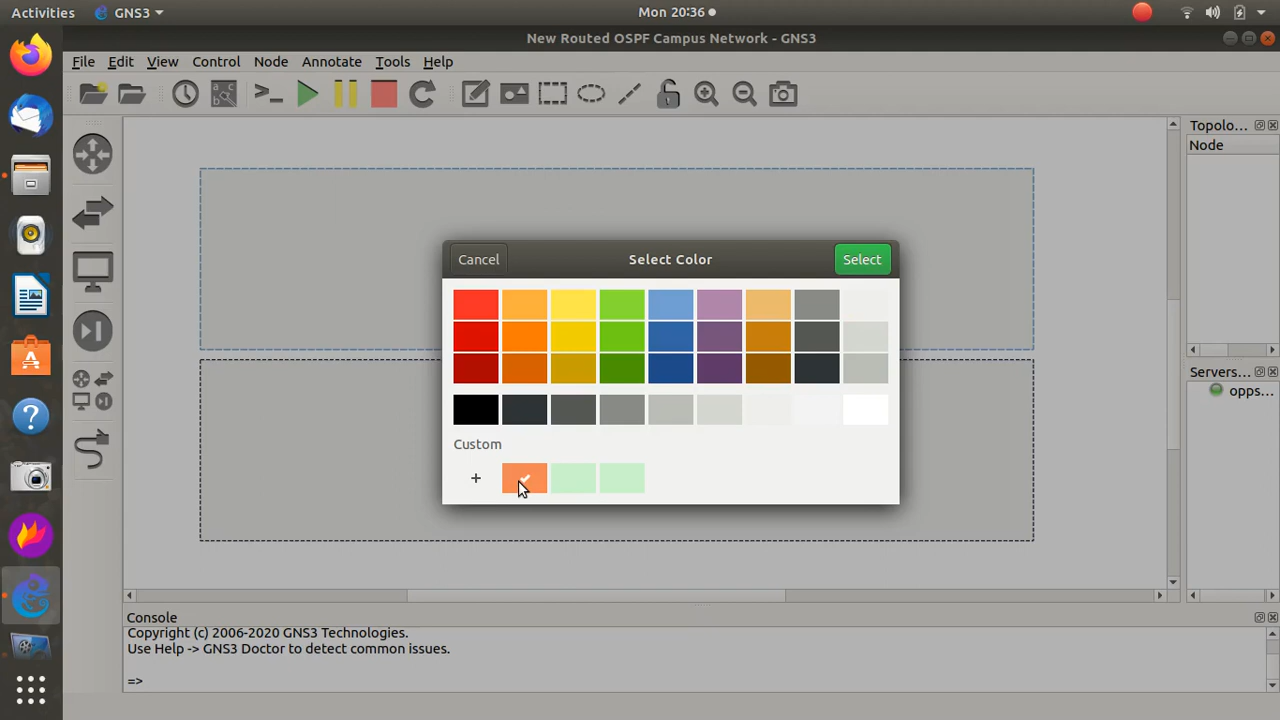 Activities
GNS3
Mon 20:36
New Routed OSPF Campus Network - GNS3
File Edit View Control Node Annotate Tools Help
Topolo...
Node
Cancel
Select Color
Select
Servers...
opps...
Custom
+
Console
Copyright (c) 2006-2020 GNS3 Technologies.
Use Help -> GNS3 Doctor to detect common issues.
=>